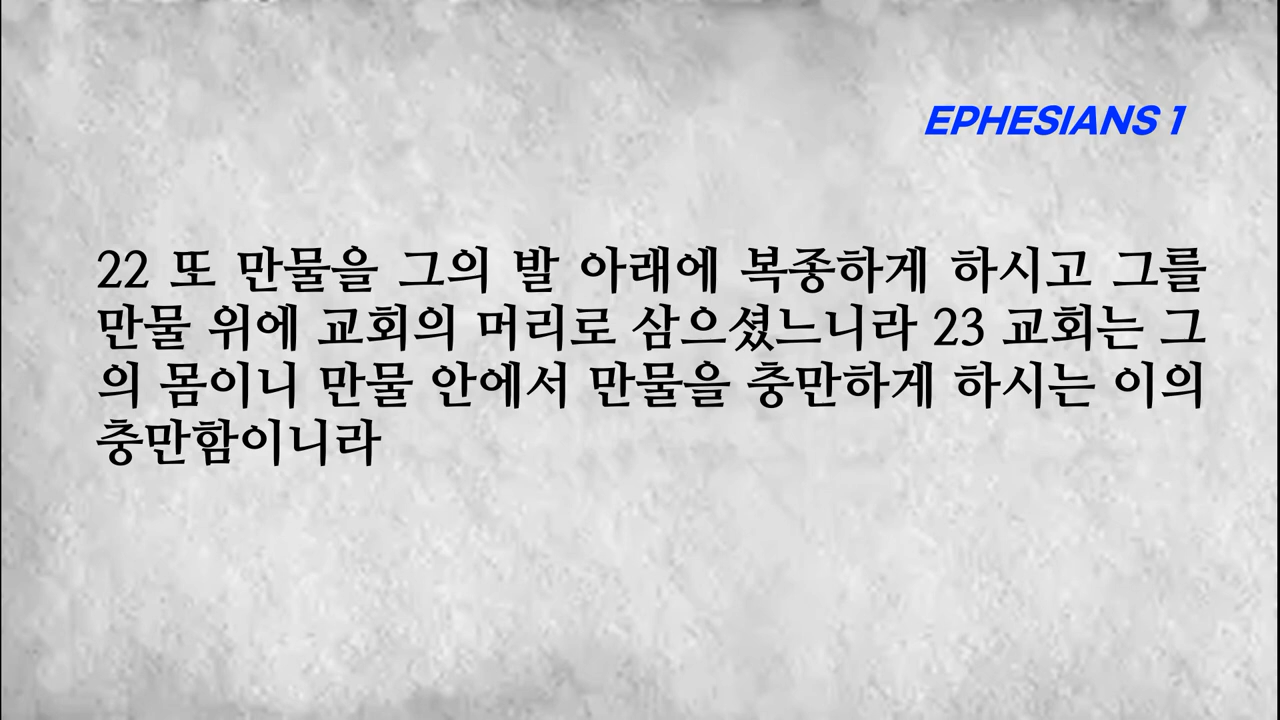 EPHESIANS 1
22 또 만물을 그의 발 아래에 복종하게 하시고 그를
만물 위에 교회의 머리로 삼으셨느니라 23 교회는 그
의 몸이니 만물 안에서 만물을 충만하게 하시는 이의
충만함이니라